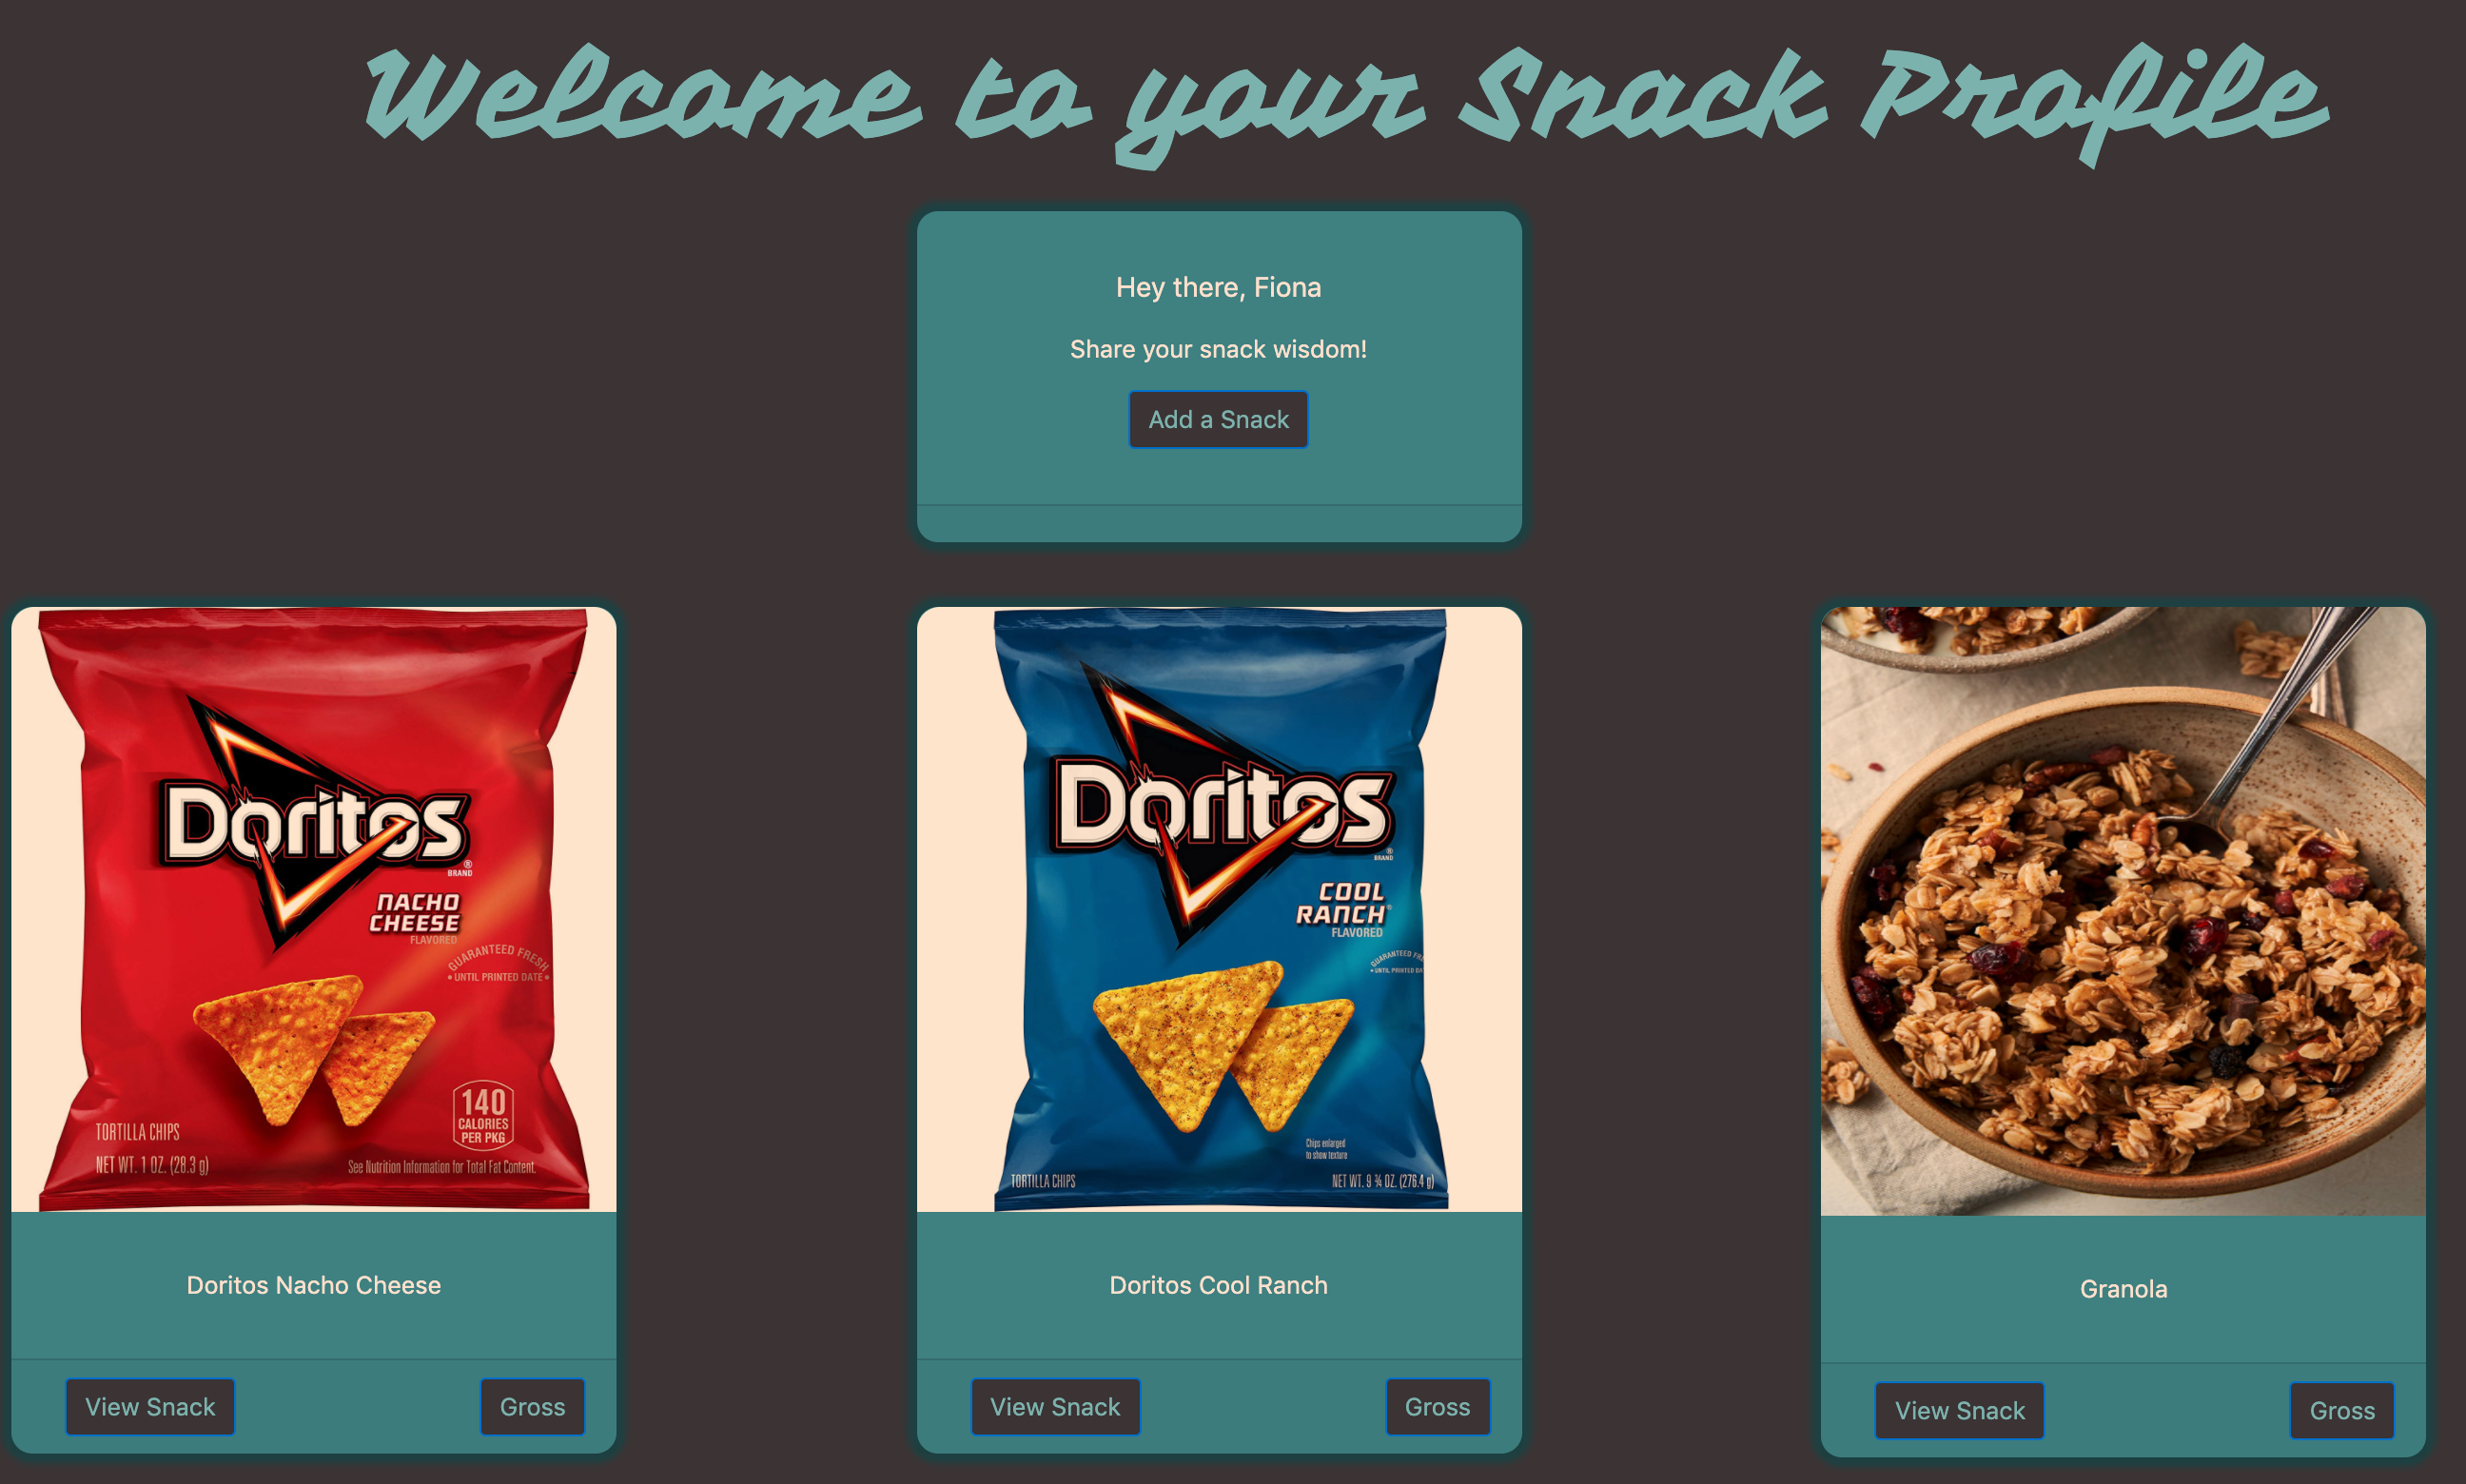 Welcome to your Snack Profile
Hey there, Fiona
Share your snack wisdom!
Add a Snack
Doritos
® BRAND
NACHO
CHEESE
FLAVORED
GUARANTEED FRESH
• UNTIL PRINTED DATE •
140
CALORIES
PER PKG
TORTILLA CHIPS
NET WT. 1 OZ. (28.3 g)
See Nutrition Information for Total Fat Content.
Doritos Nacho Cheese
View Snack
Gross
Doritos
® BRAND
COOL
RANCH®
FLAVORED
GUARANTEED FRE
• UNTIL PRINTED DA
Chips enlarged
to show texture
TORTILLA CHIPS
NET WT. 9 ¾ OZ. (276.4 g)
Doritos Cool Ranch
View Snack
Gross
Granola
View Snack
Gross